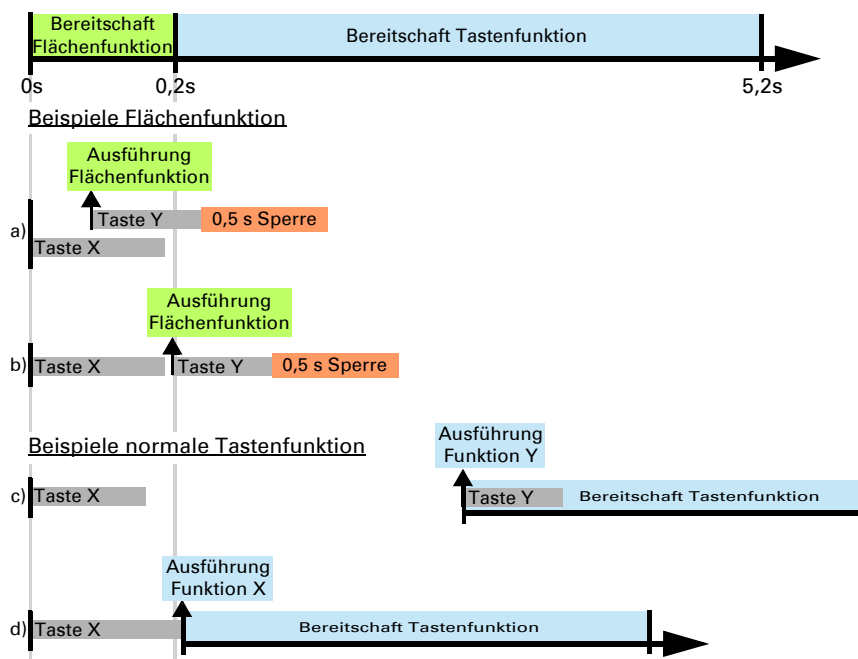 Bereitschaft
Flächenfunktion
Bereitschaft Tastenfunktion
0s
0,2s
5,2s
Beispiele Flächenfunktion
Ausführung
Flächenfunktion
a)
Taste Y
0,5 s Sperre
Taste X
Ausführung
Flächenfunktion
b)
Taste X
Taste Y
0,5 s Sperre
Beispiele normale Tastenfunktion
Ausführung
Funktion Y
c)
Taste X
Taste Y
Bereitschaft Tastenfunktion
Ausführung
Funktion X
d)
Taste X
Bereitschaft Tastenfunktion